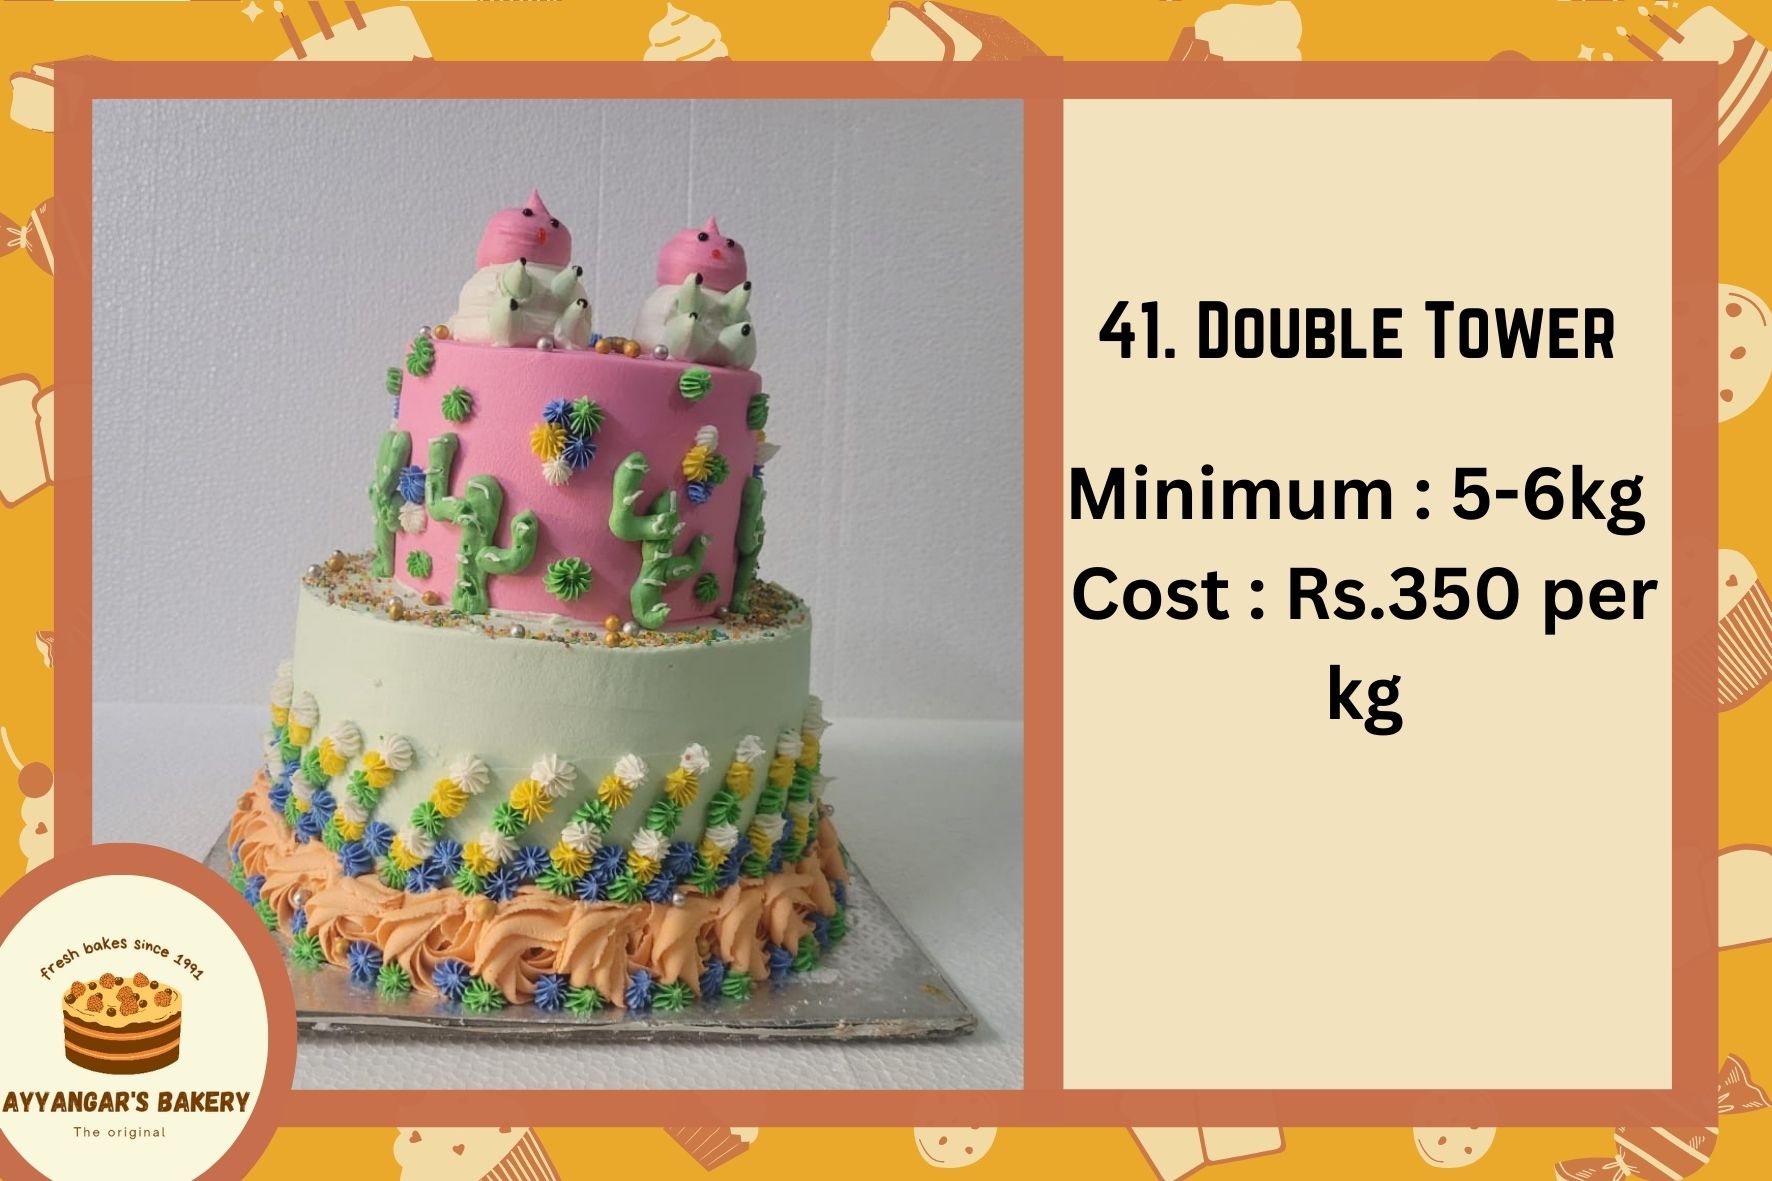 41. Double Tower
Minimum : 5-6kg
Cost : Rs.350 per
kg
fresh bakes since 1991
AYYANGAR'S BAKERY
The original